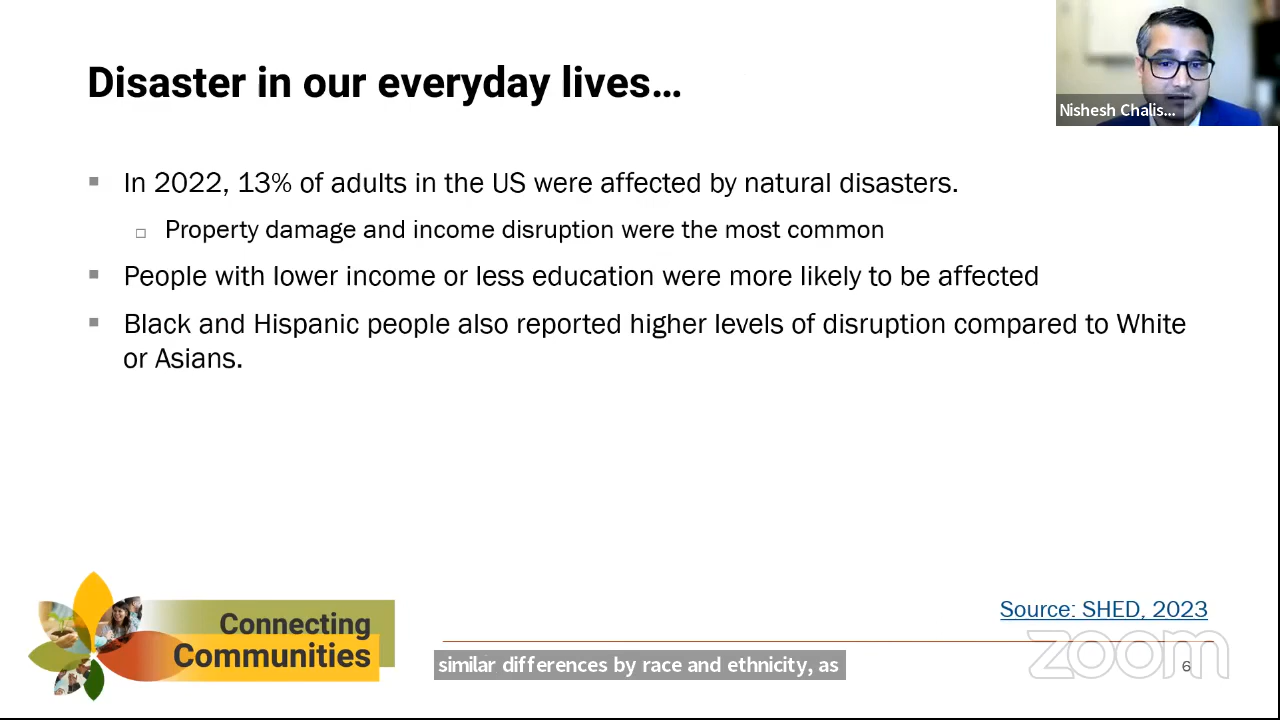 Disaster in our everyday lives…
Nishesh Chalis...
▪ In 2022, 13% of adults in the US were affected by natural disasters.
□ Property damage and income disruption were the most common
▪ People with lower income or less education were more likely to be affected
▪ Black and Hispanic people also reported higher levels of disruption compared to White
or Asians.
Source: SHED, 2023
Connecting
Communities
similar differences by race and ethnicity, as
zoom
6